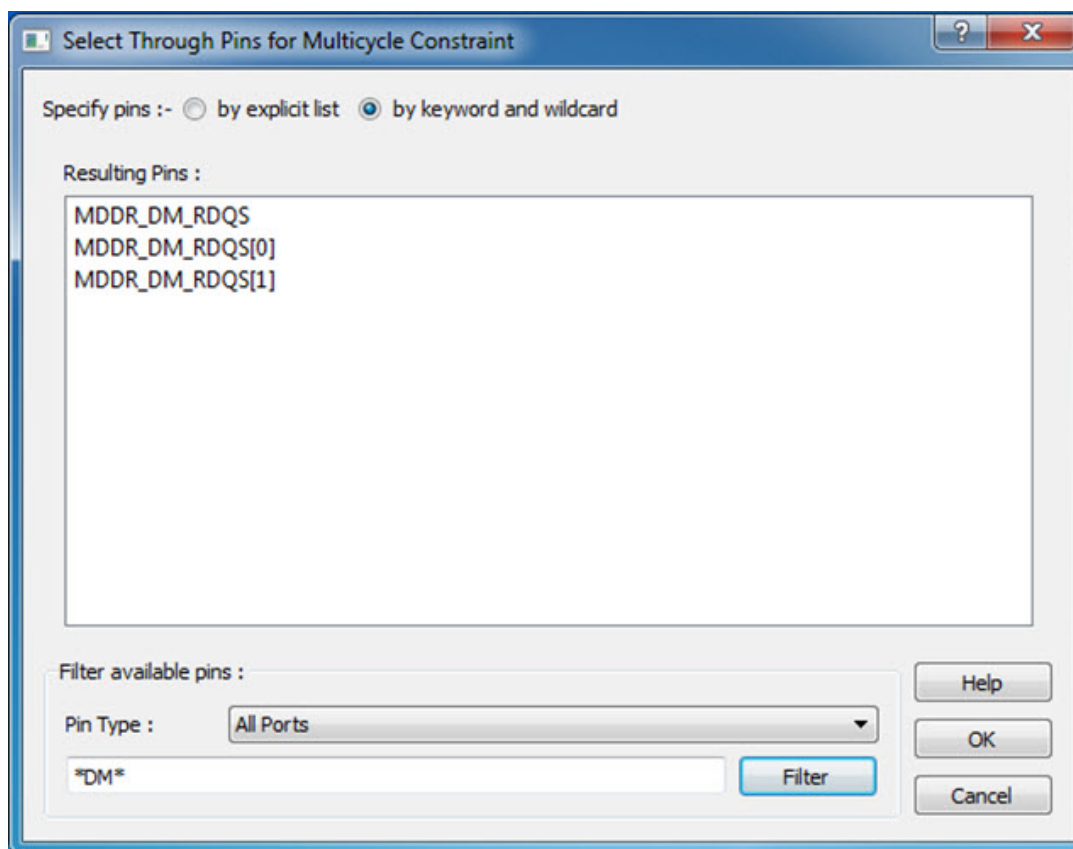 Select Through Pins for Multicycle Constraint
Specify pins :- by explicit list by keyword and wildcard
Resulting Pins :
MDDR_DM_RDQS
MDDR_DM_RDQS[0]
MDDR_DM_RDQS[1]
Filter available pins :
Pin Type : All Ports
*DM* Filter
Help
OK
Cancel